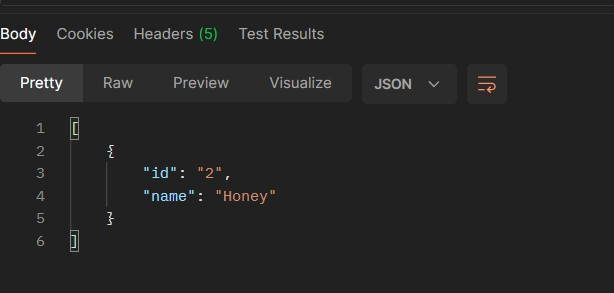 Body Cookies Headers (5) Test Results
Pretty Raw Preview Visualize JSON
1 [
2 {
3 "id": "2",
4 "name": "Honey"
5 }
6 ]